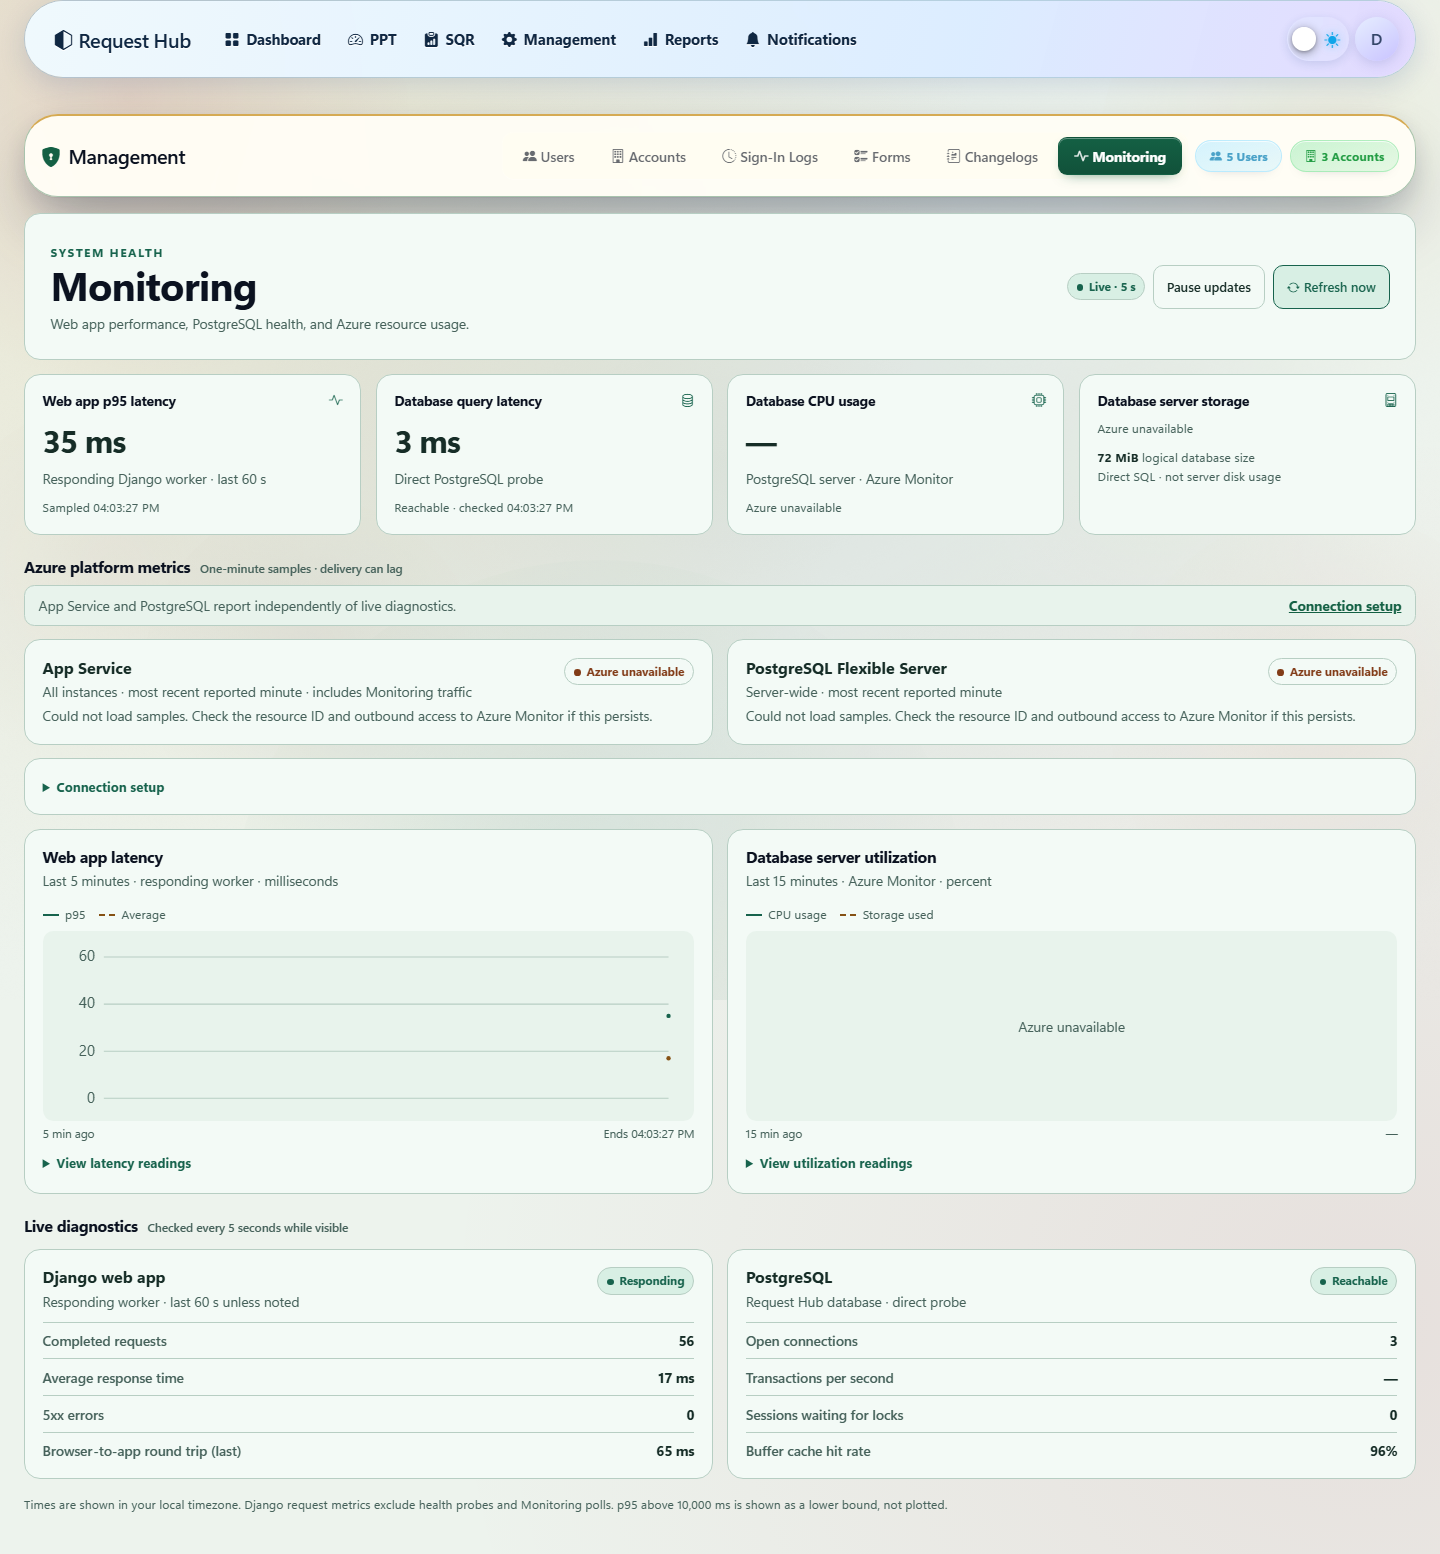 Request Hub Dashboard PPT SQR Management Reports Notifications D
Management Users Accounts Sign-In Logs Forms Changelogs Monitoring 5 Users 3 Accounts
SYSTEM HEALTH
Monitoring
Web app performance, PostgreSQL health, and Azure resource usage.
Live · 5 s Pause updates Refresh now
Web app p95 latency
35 ms
Responding Django worker · last 60 s
Sampled 04:03:27 PM
Database query latency
3 ms
Direct PostgreSQL probe
Reachable · checked 04:03:27 PM
Database CPU usage
—
PostgreSQL server · Azure Monitor
Azure unavailable
Database server storage
Azure unavailable
72 MiB logical database size
Direct SQL · not server disk usage
Azure platform metrics One-minute samples · delivery can lag
App Service and PostgreSQL report independently of live diagnostics. Connection setup
App Service Azure unavailable
All instances · most recent reported minute · includes Monitoring traffic
Could not load samples. Check the resource ID and outbound access to Azure Monitor if this persists.
PostgreSQL Flexible Server Azure unavailable
Server-wide · most recent reported minute
Could not load samples. Check the resource ID and outbound access to Azure Monitor if this persists.
Connection setup
Web app latency
Last 5 minutes · responding worker · milliseconds
p95 Average
60
40
20
0
5 min ago Ends 04:03:27 PM
View latency readings
Database server utilization
Last 15 minutes · Azure Monitor · percent
CPU usage Storage used
Azure unavailable
15 min ago —
View utilization readings
Live diagnostics Checked every 5 seconds while visible
Django web app Responding
Responding worker · last 60 s unless noted
Completed requests 56
Average response time 17 ms
5xx errors 0
Browser-to-app round trip (last) 65 ms
PostgreSQL Reachable
Request Hub database · direct probe
Open connections 3
Transactions per second —
Sessions waiting for locks 0
Buffer cache hit rate 96%
Times are shown in your local timezone. Django request metrics exclude health probes and Monitoring polls. p95 above 10,000 ms is shown as a lower bound, not plotted.